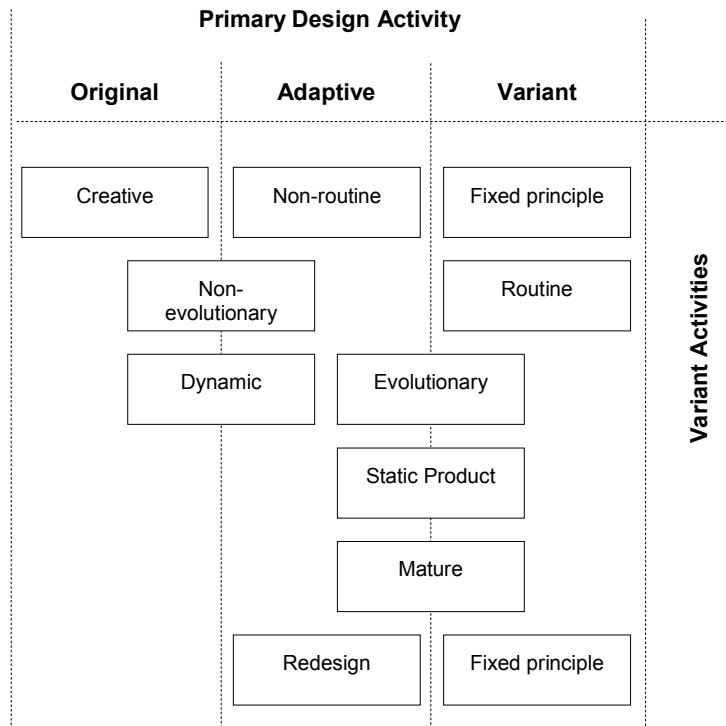 Primary Design Activity
Original Adaptive Variant
Creative Non-routine Fixed principle
Non-
evolutionary
Routine
Dynamic Evolutionary
Static Product
Mature
Redesign Fixed principle
Variant Activities